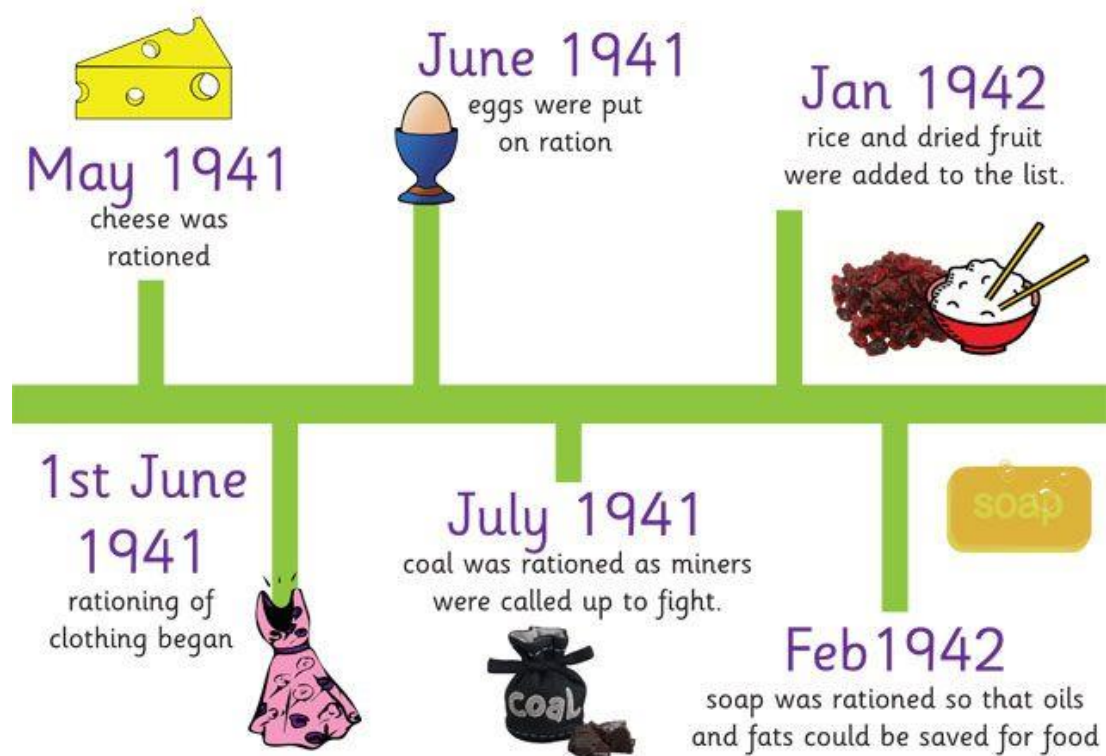 May 1941
cheese was
rationed
1st June
1941
rationing of
clothing began
June 1941
eggs were put
on ration
July 1941
coal was rationed as miners
were called up to fight.
coal
Jan 1942
rice and dried fruit
were added to the list.
soap
Feb 1942
soap was rationed so that oils
and fats could be saved for food